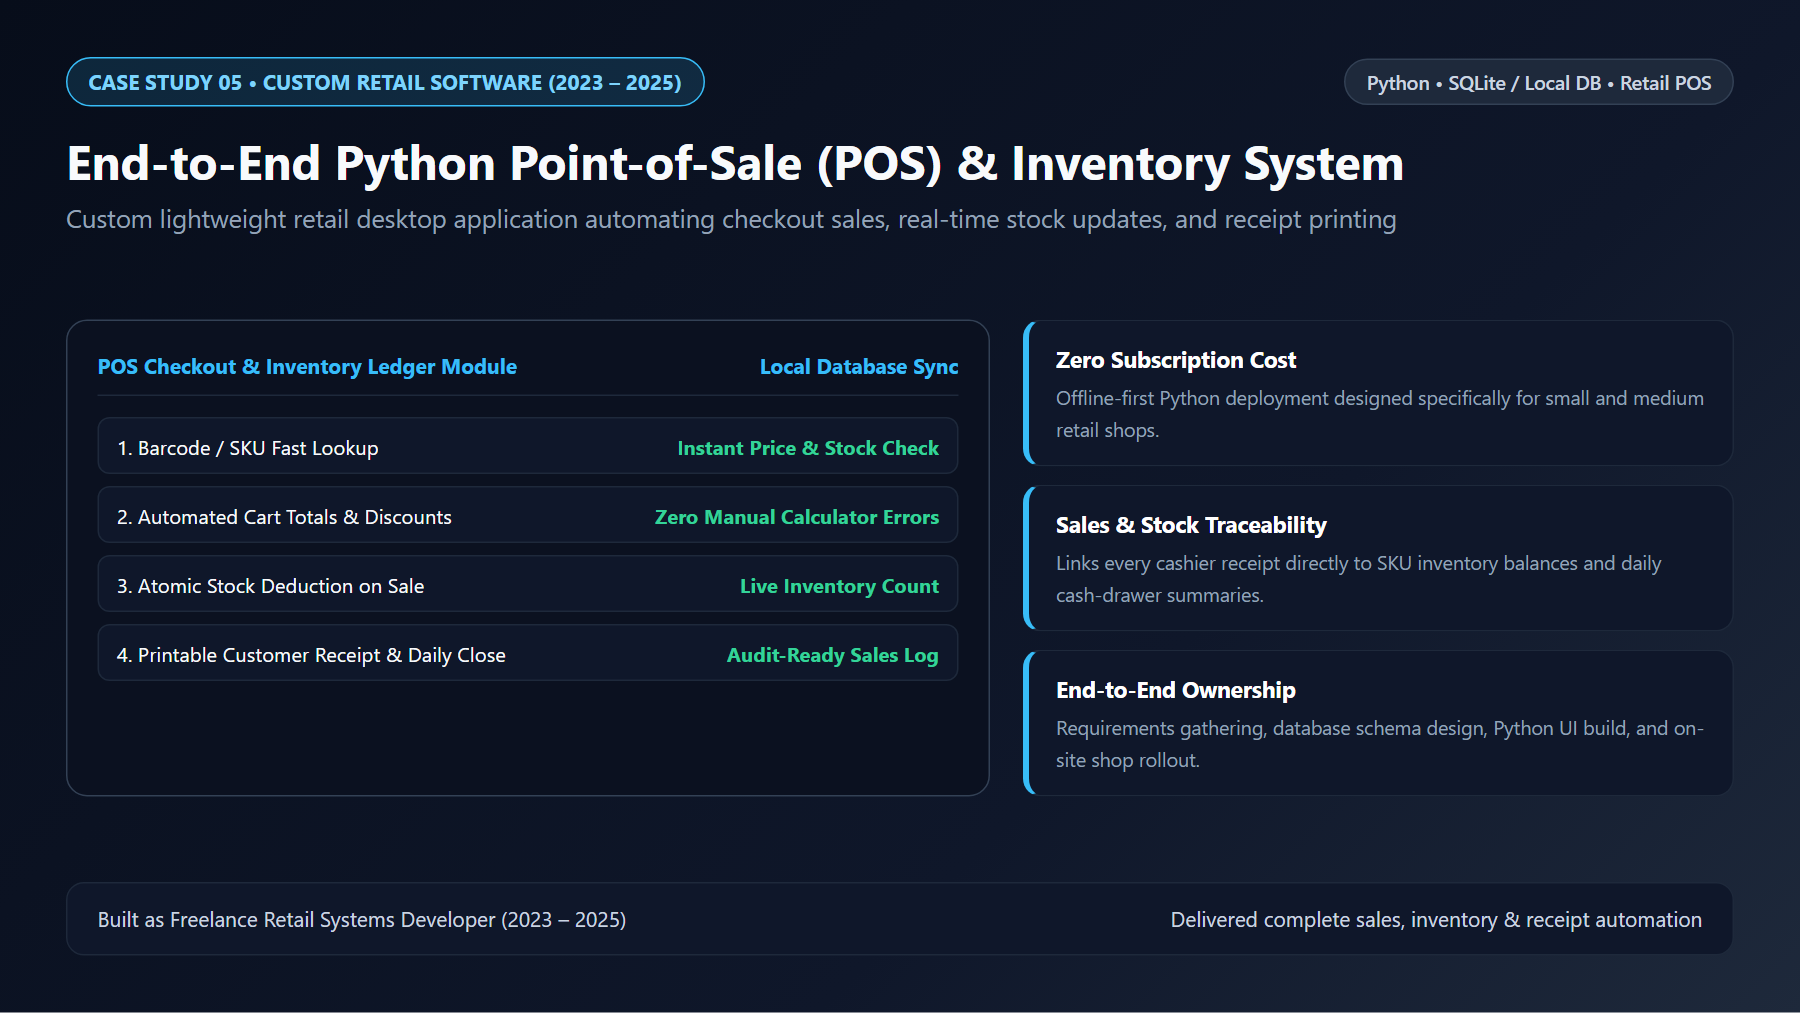 CASE STUDY 05 • CUSTOM RETAIL SOFTWARE (2023 – 2025)
Python • SQLite / Local DB • Retail POS
End-to-End Python Point-of-Sale (POS) & Inventory System
Custom lightweight retail desktop application automating checkout sales, real-time stock updates, and receipt printing
POS Checkout & Inventory Ledger Module
Local Database Sync
1. Barcode / SKU Fast Lookup
Instant Price & Stock Check
2. Automated Cart Totals & Discounts
Zero Manual Calculator Errors
3. Atomic Stock Deduction on Sale
Live Inventory Count
4. Printable Customer Receipt & Daily Close
Audit-Ready Sales Log
Zero Subscription Cost
Offline-first Python deployment designed specifically for small and medium
retail shops.
Sales & Stock Traceability
Links every cashier receipt directly to SKU inventory balances and daily
cash-drawer summaries.
End-to-End Ownership
Requirements gathering, database schema design, Python UI build, and on-
site shop rollout.
Built as Freelance Retail Systems Developer (2023 – 2025)
Delivered complete sales, inventory & receipt automation